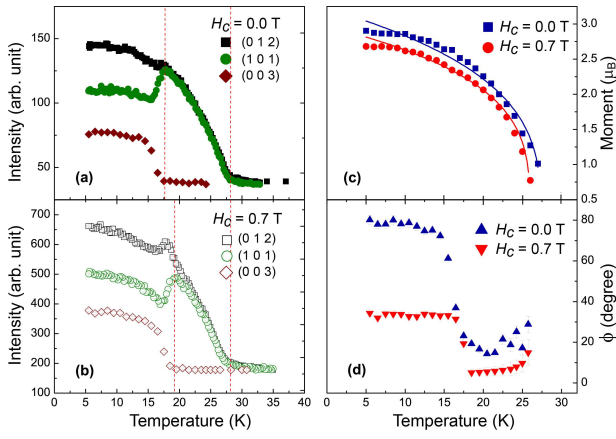 H_C = 0.0 T
(0 1 2)
(1 0 1)
(0 0 3)
150
100
50
Intensity (arb. unit)
(a)
H_C = 0.7 T
(0 1 2)
(1 0 1)
(0 0 3)
700
600
500
400
300
200
100
Intensity (arb. unit)
(b)
0 5 10 15 20 25 30 35 40
Temperature (K)
H_C = 0.0 T
H_C = 0.7 T
3.0
2.5
2.0
1.5
1.0
0.5
Moment (μ_B)
(c)
H_C = 0.0 T
H_C = 0.7 T
80
60
40
20
0
ϕ (degree)
(d)
0 5 10 15 20 25 30
Temperature (K)